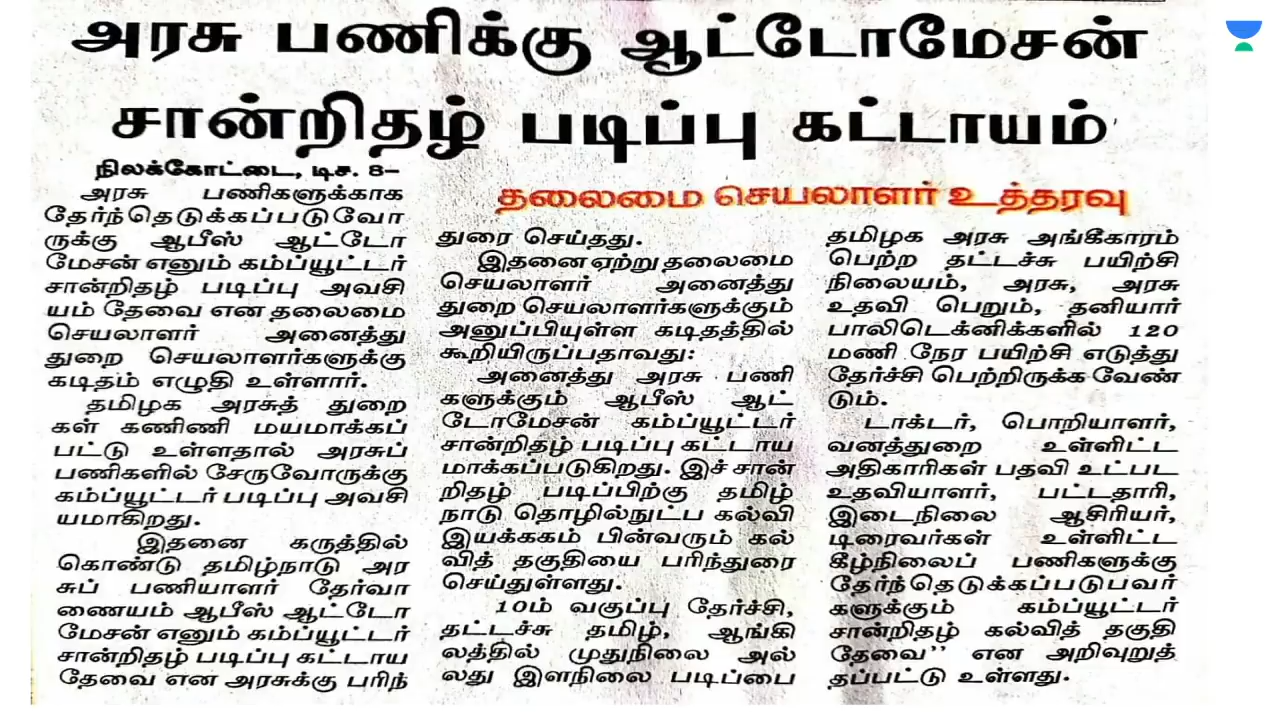 அரசு பணிக்கு ஆட்டோமேசன்
சான்றிதழ் படிப்பு கட்டாயம்
தலைமை செயலாளர் உத்தரவு
நிலக்கோட்டை, டிச. 8–
அரசு பணிகளுக்காக
தேர்ந்தெடுக்கப்படுவோ
ருக்கு ஆபீஸ் ஆட்டோ
மேசன் எனும் கம்ப்யூட்டர்
சான்றிதழ் படிப்பு அவசி
யம் தேவை என தலைமை
செயலாளர் அனைத்து
துறை செயலாளர்களுக்கு
கடிதம் எழுதி உள்ளார்.
தமிழக அரசுத் துறை
கள் கணிணி மயமாக்கப்
பட்டு உள்ளதால் அரசுப்
பணிகளில் சேருவோருக்கு
கம்ப்யூட்டர் படிப்பு அவசி
யமாகிறது.
இதனை கருத்தில்
கொண்டு தமிழ்நாடு அர
சுப் பணியாளர் தேர்வா
ணையம் ஆபீஸ் ஆட்டோ
மேசன் எனும் கம்ப்யூட்டர்
சான்றிதழ் படிப்பு கட்டாய
தேவை என அரசுக்கு பரிந்
துரை செய்தது.
இதனை ஏற்று தலைமை
செயலாளர் அனைத்து
துறை செயலாளர்களுக்கும்
அனுப்பியுள்ள கடிதத்தில்
கூறியிருப்பதாவது:
அனைத்து அரசு பணி
களுக்கும் ஆபீஸ் ஆட்
டோமேசன் கம்ப்யூட்டர்
சான்றிதழ் படிப்பு கட்டாய
மாக்கப்படுகிறது. இச் சான்
றிதழ் படிப்பிற்கு தமிழ்
நாடு தொழில்நுட்ப கல்வி
இயக்ககம் பின்வரும் கல்
வித் தகுதியை பரிந்துரை
செய்துள்ளது.
10ம் வகுப்பு தேர்ச்சி,
தட்டச்சு தமிழ், ஆங்கி
லத்தில் முதுநிலை அல்
லது இளநிலை படிப்பை
தமிழக அரசு அங்கீகாரம்
பெற்ற தட்டச்சு பயிற்சி
நிலையம், அரசு, அரசு
உதவி பெறும், தனியார்
பாலிடெக்னிக்களில் 120
மணி நேர பயிற்சி எடுத்து
தேர்ச்சி பெற்றிருக்க வேண்
டும்.
டாக்டர், பொறியாளர்,
வனத்துறை உள்ளிட்ட
அதிகாரிகள் பதவி உட்பட
உதவியாளர், பட்டதாரி,
இடைநிலை ஆசிரியர்,
டிரைவர்கள் உள்ளிட்ட
கீழ்நிலைப் பணிகளுக்கு
தேர்ந்தெடுக்கப்படுபவர்
களுக்கும் கம்ப்யூட்டர்
சான்றிதழ் கல்வித் தகுதி
தேவை’’ என அறிவுறுத்
தப்பட்டு உள்ளது.